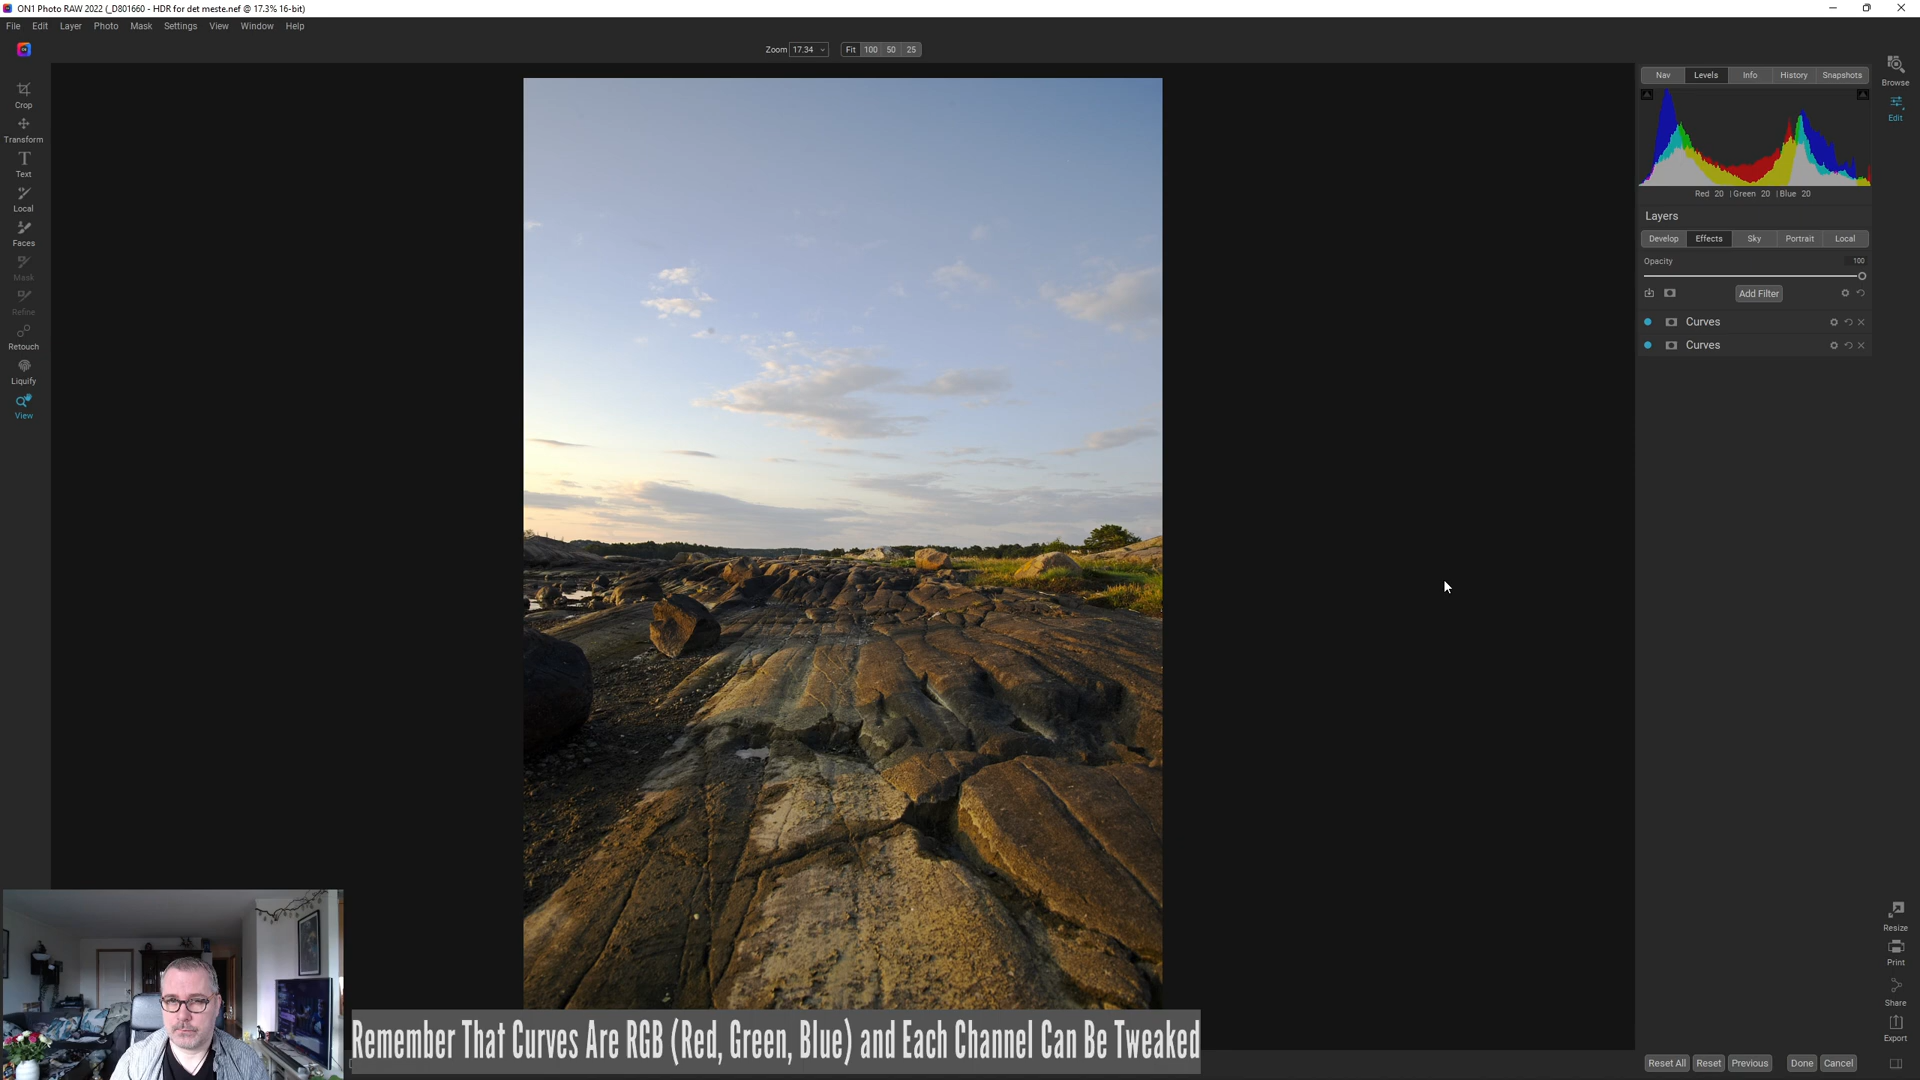 ON1 Photo RAW 2022 (_D801660 - HDR for det meste.nef @ 17.3% 16-bit)
File Edit Layer Photo Mask Settings View Window Help
Zoom 17.34 Fit 100 50 25
Crop
Transform
Text
Local
Faces
Mask
Refine
Retouch
Liquify
View
Nav Levels Info History Snapshots
Red 20 | Green 20 | Blue 20
Layers
Develop Effects Sky Portrait Local
Opacity 100
Add Filter
Curves
Curves
Browse
Edit
Resize
Print
Share
Export
Remember That Curves Are RGB (Red, Green, Blue) and Each Channel Can Be Tweaked
Reset All Reset Previous Done Cancel